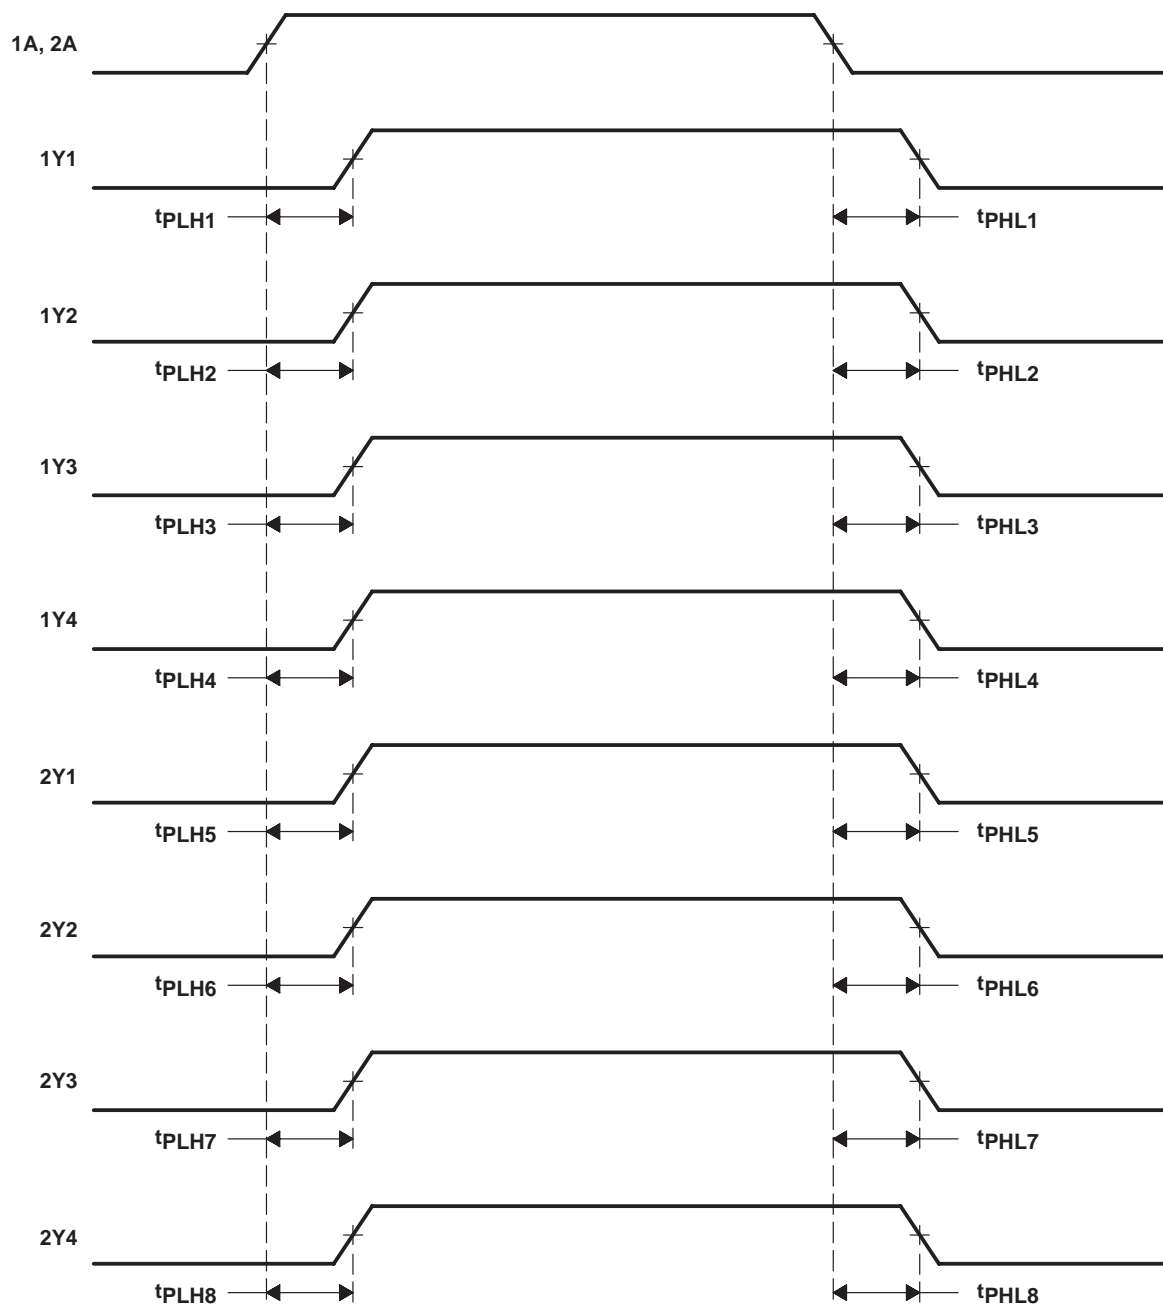 1A, 2A
1Y1
tPLH1 tPHL1
1Y2
tPLH2 tPHL2
1Y3
tPLH3 tPHL3
1Y4
tPLH4 tPHL4
2Y1
tPLH5 tPHL5
2Y2
tPLH6 tPHL6
2Y3
tPLH7 tPHL7
2Y4
tPLH8 tPHL8